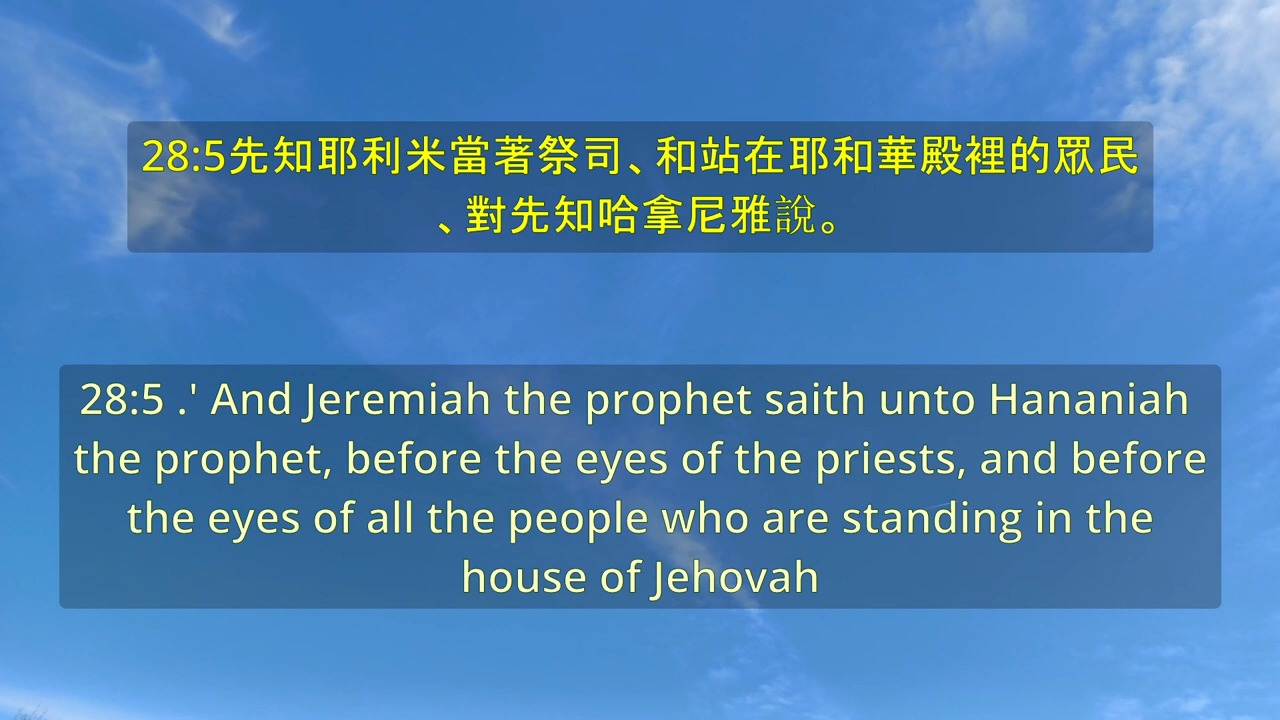 28:5先知耶利米當著祭司、和站在耶和華殿裡的眾民
、對先知哈拿尼雅說。
28:5 .' And Jeremiah the prophet saith unto Hananiah
the prophet, before the eyes of the priests, and before
the eyes of all the people who are standing in the
house of Jehovah